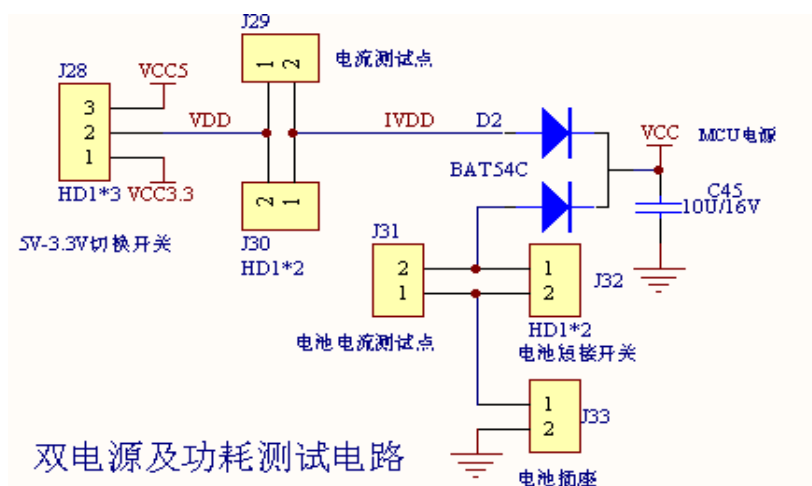 J29
电流测试点
1 2
J28
VCC5
3
2
1
VDD
IVDD
D2
VCC
MCU电源
HD1*3
VCC3.3
BAT54C
C45
10U/16V
2 1
J30
HD1*2
5V-3.3V切换开关
J31
2
1
1
2
J32
HD1*2
电池电流测试点
电池短接开关
1
2
J33
双电源及功耗测试电路
电池插座